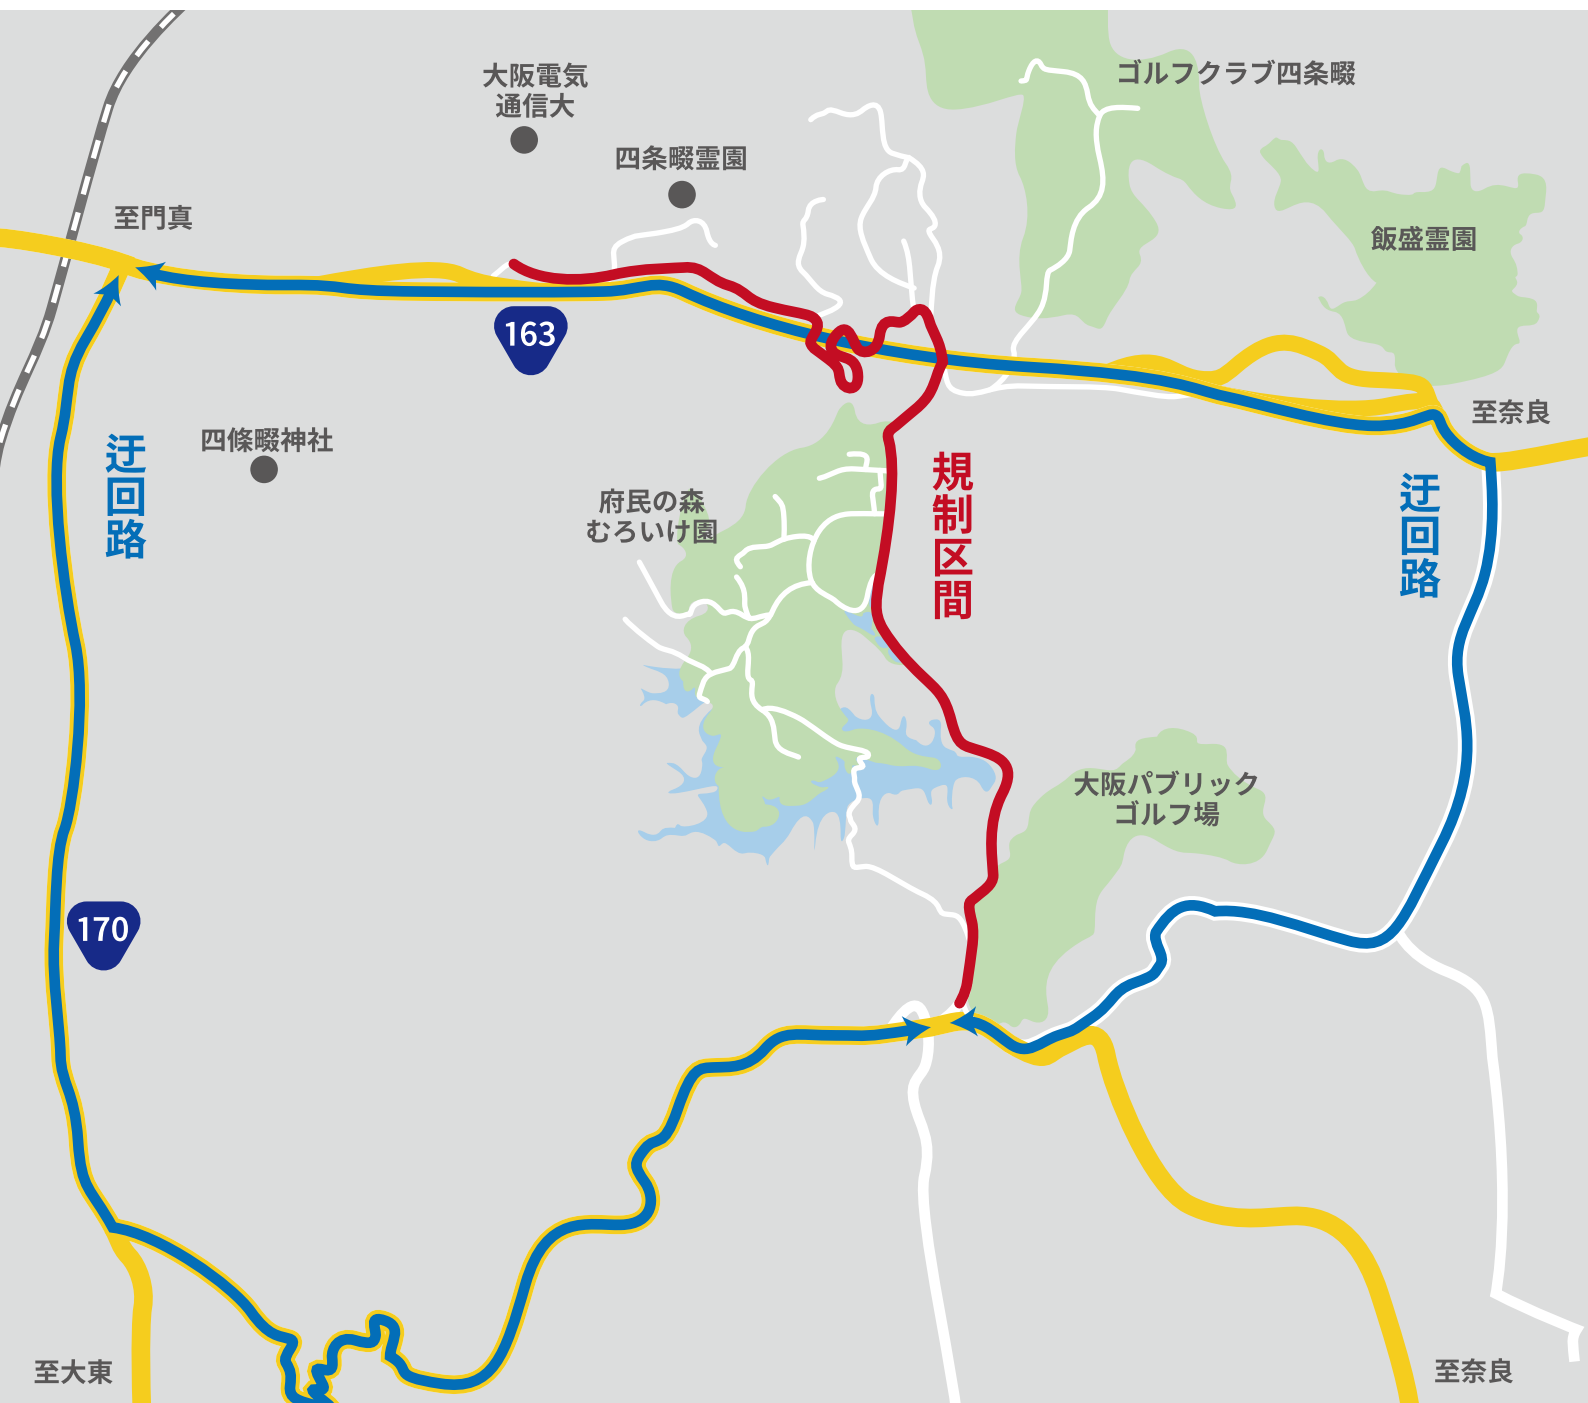 大阪電気
通信大
ゴルフクラブ四条畷
四条畷霊園
至門真
飯盛霊園
163
至奈良
四條畷神社
迂回路
規制区間
迂回路
府民の森
むろいけ園
大阪パブリック
ゴルフ場
170
至大東
至奈良